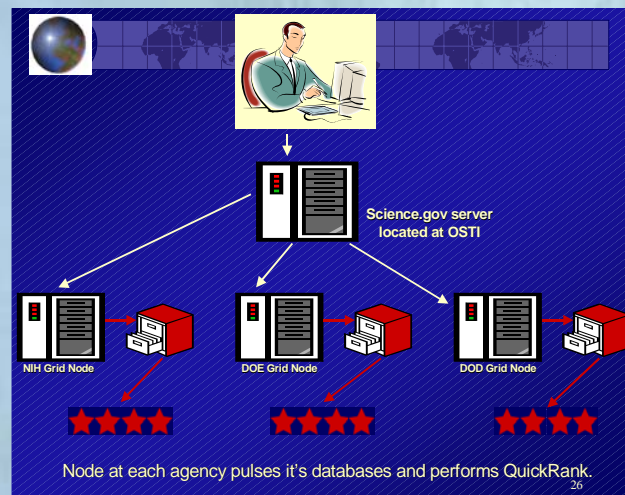 Science.gov server
located at OSTI
NIH Grid Node
DOE Grid Node
DOD Grid Node
Node at each agency pulses it's databases and performs QuickRank.
26